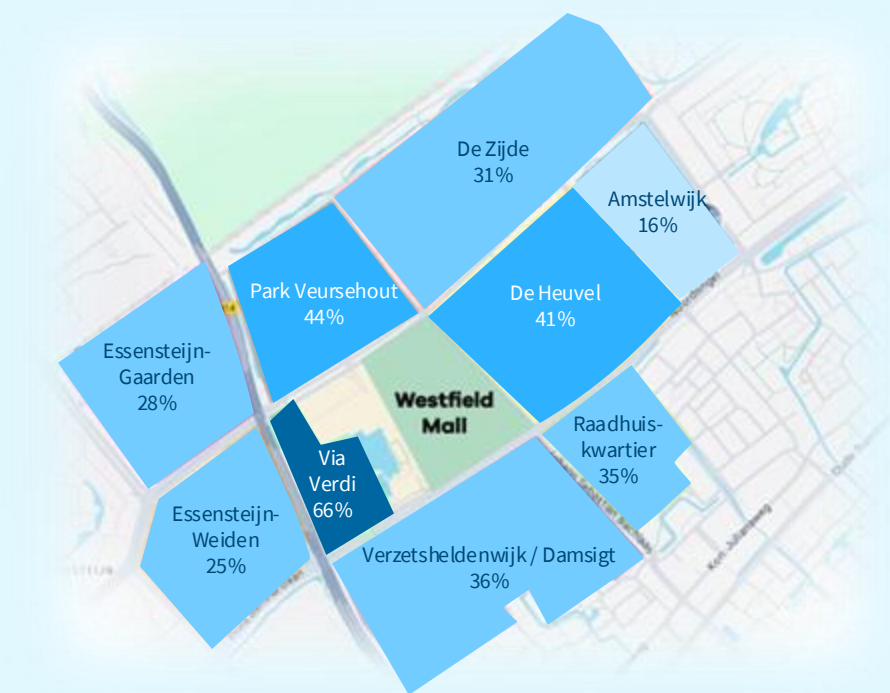 De Zijde
31%
Amstelwijk
16%
Park Veursehout
44%
De Heuvel
41%
Essensteijn-
Gaarden
28%
Westfield
Mall
Raadhuis-
kwartier
35%
Via
Verdi
66%
Essensteijn-
Weiden
25%
Verzetsheldenwijk / Damsigt
36%